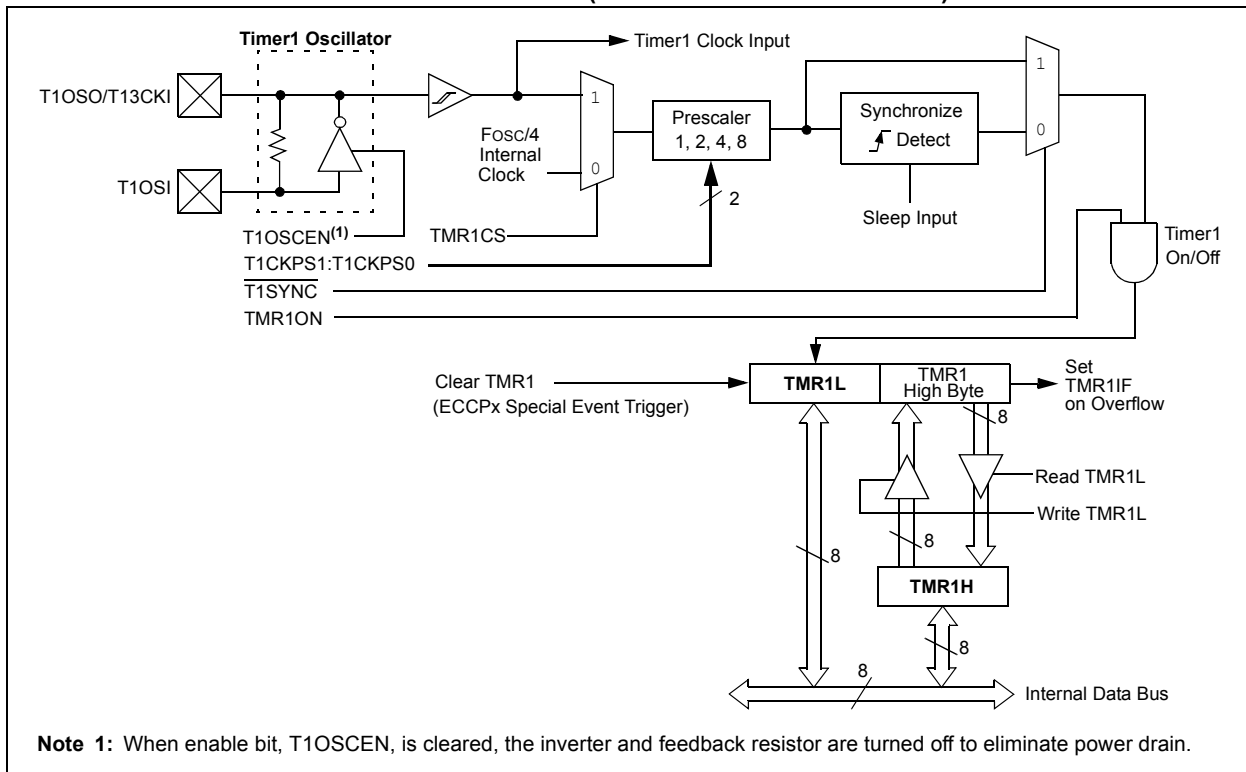 Timer1 Oscillator
Timer1 Clock Input
T1OSO/T13CKI
1
1
FOSC/4
Internal
Clock
0
Prescaler
1, 2, 4, 8
Synchronize
Detect
0
T1OSI
2
Sleep Input
T1OSCEN(1)
TMR1CS
T1CKPS1:T1CKPS0
T1SYNC
TMR1ON
Timer1
On/Off
Clear TMR1
(ECCPx Special Event Trigger)
TMR1L
TMR1
High Byte
Set
TMR1IF
on Overflow
8
Read TMR1L
Write TMR1L
8
8
TMR1H
8
8
Internal Data Bus
Note 1: When enable bit, T1OSCEN, is cleared, the inverter and feedback resistor are turned off to eliminate power drain.